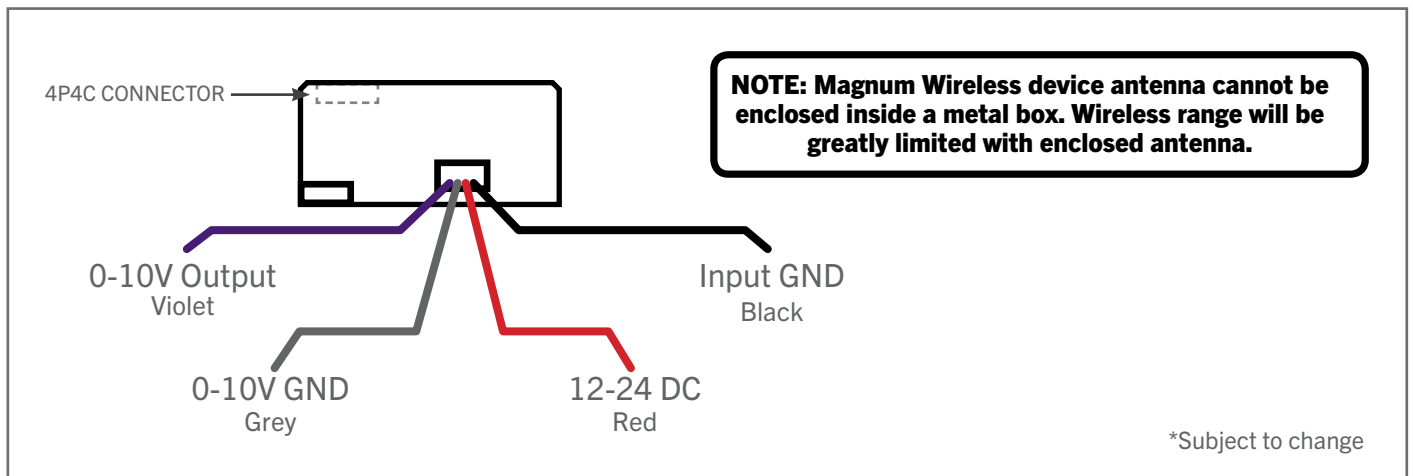 4P4C CONNECTOR
NOTE: Magnum Wireless device antenna cannot be
enclosed inside a metal box. Wireless range will be
greatly limited with enclosed antenna.
0-10V Output
Violet
Input GND
Black
0-10V GND
Grey
12-24 DC
Red
*Subject to change